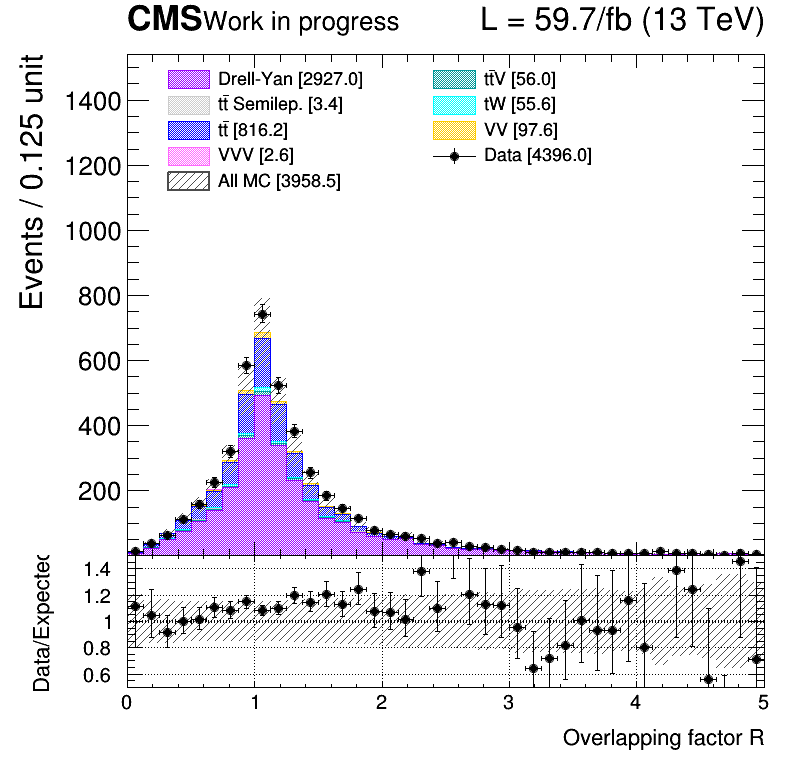 CMS Work in progress L = 59.7/fb (13 TeV)
Events / 0.125 unit
1400
1200
1000
800
600
400
200
Drell-Yan [2927.0]
tt̄ Semilep. [3.4]
tt̄ [816.2]
VVV [2.6]
All MC [3958.5]
tt̄V [56.0]
tW [55.6]
VV [97.6]
Data [4396.0]
Data/Expected
1.4
1.2
1
0.8
0.6
0 1 2 3 4 5
Overlapping factor R